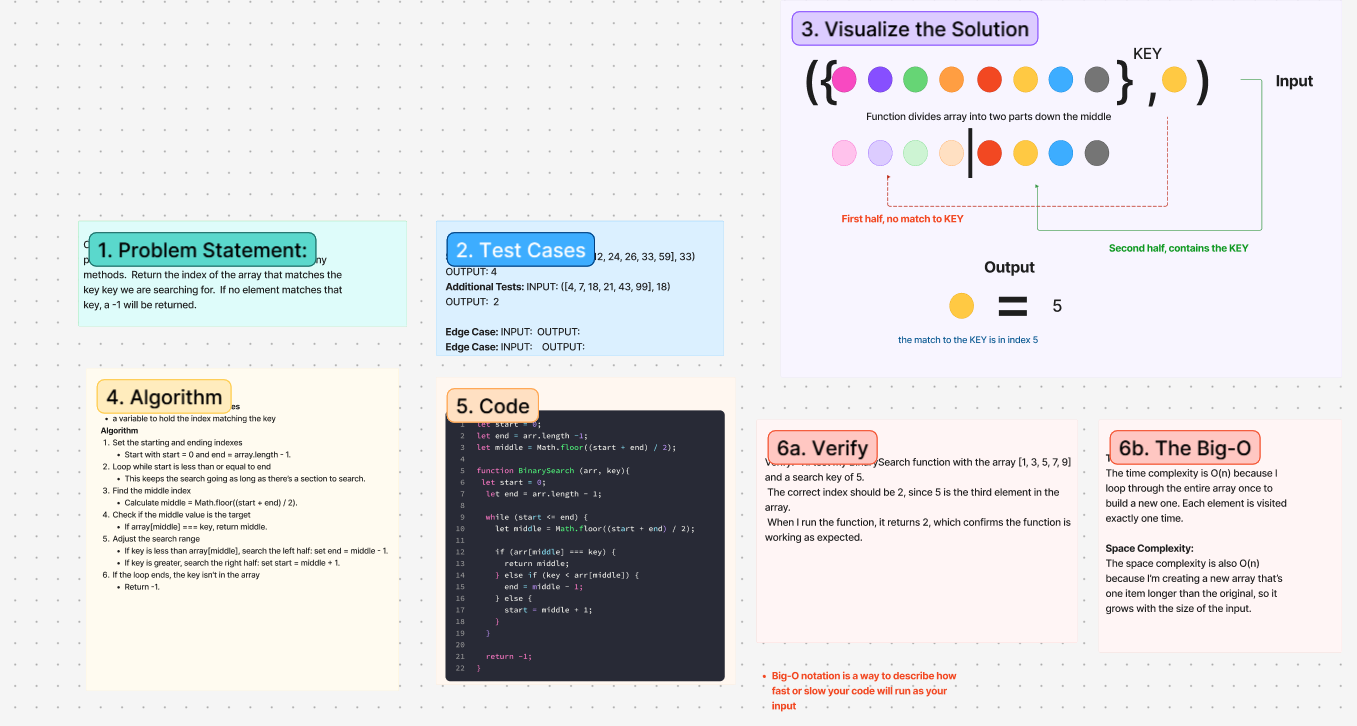 1. Problem Statement:
methods. Return the index of the array that matches the
key key we are searching for. If no element matches that
key, a -1 will be returned.
2. Test Cases
12, 24, 26, 33, 59], 33)
OUTPUT: 4
Additional Tests: INPUT: ([4, 7, 18, 21, 43, 99], 18)
OUTPUT: 2
Edge Case: INPUT: OUTPUT:
Edge Case: INPUT: OUTPUT:
3. Visualize the Solution
KEY
({ } , )
Input
Function divides array into two parts down the middle
First half, no match to KEY
Second half, contains the KEY
Output
= 5
the match to the KEY is in index 5
4. Algorithm
• a variable to hold the index matching the key
Algorithm
1. Set the starting and ending indexes
• Start with start = 0 and end = array.length - 1.
2. Loop while start is less than or equal to end
• This keeps the search going as long as there's a section to search.
3. Find the middle index
• Calculate middle = Math.floor((start + end) / 2).
4. Check if the middle value is the target
• If array[middle] === key, return middle.
5. Adjust the search range
• If key is less than array[middle], search the left half: set end = middle - 1.
• If key is greater, search the right half: set start = middle + 1.
6. If the loop ends, the key isn't in the array
• Return -1.
5. Code
1 let start = 0;
2 let end = arr.length -1;
3 let middle = Math.floor((start + end) / 2);
4
5 function BinarySearch (arr, key){
6 let start = 0;
7 let end = arr.length - 1;
8
9 while (start <= end) {
10 let middle = Math.floor((start + end) / 2);
11
12 if (arr[middle] === key) {
13 return middle;
14 } else if (key < arr[middle]) {
15 end = middle - 1;
16 } else {
17 start = middle + 1;
18 }
19 }
20
21 return -1;
22 }
6a. Verify
Search function with the array [1, 3, 5, 7, 9]
and a search key of 5.
The correct index should be 2, since 5 is the third element in the
array.
When I run the function, it returns 2, which confirms the function is
working as expected.
6b. The Big-O
The time complexity is O(n) because I
loop through the entire array once to
build a new one. Each element is visited
exactly one time.
Space Complexity:
The space complexity is also O(n)
because I'm creating a new array that's
one item longer than the original, so it
grows with the size of the input.
• Big-O notation is a way to describe how
fast or slow your code will run as your
input